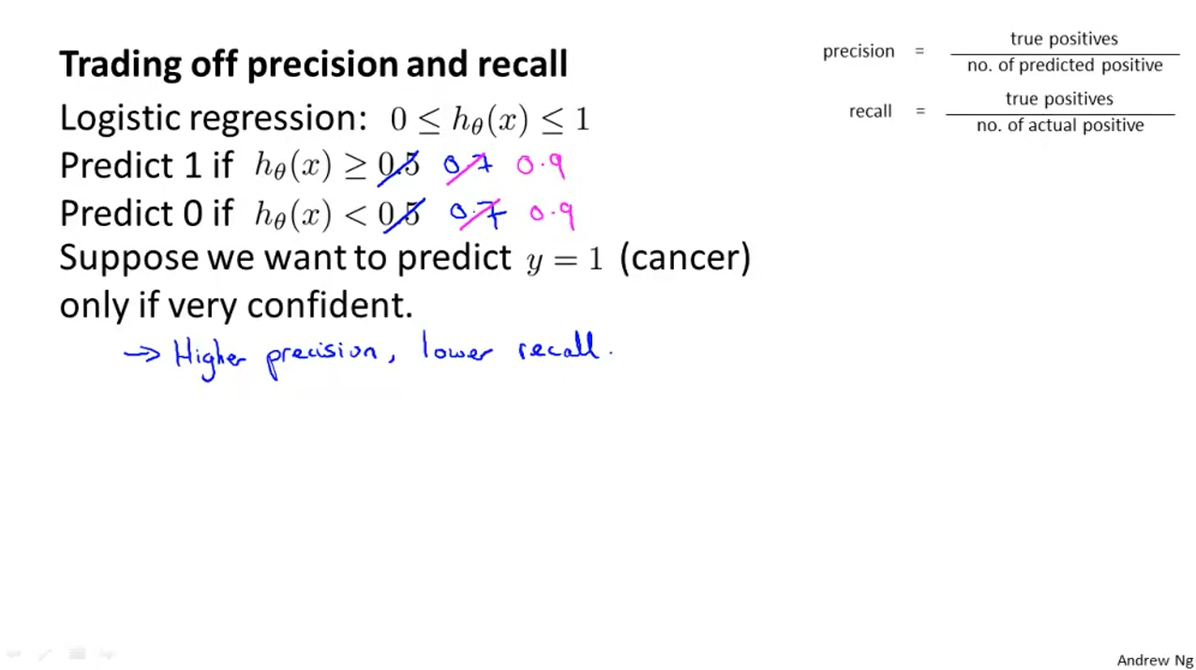 Trading off precision and recall
Logistic regression: 0 ≤ hθ(x) ≤ 1
Predict 1 if hθ(x) ≥ 0.5 0.7 0.9
Predict 0 if hθ(x) < 0.5 0.7 0.9
Suppose we want to predict y = 1 (cancer)
only if very confident.
→ Higher precision, lower recall.
precision = true positives
no. of predicted positive
recall = true positives
no. of actual positive
Andrew Ng